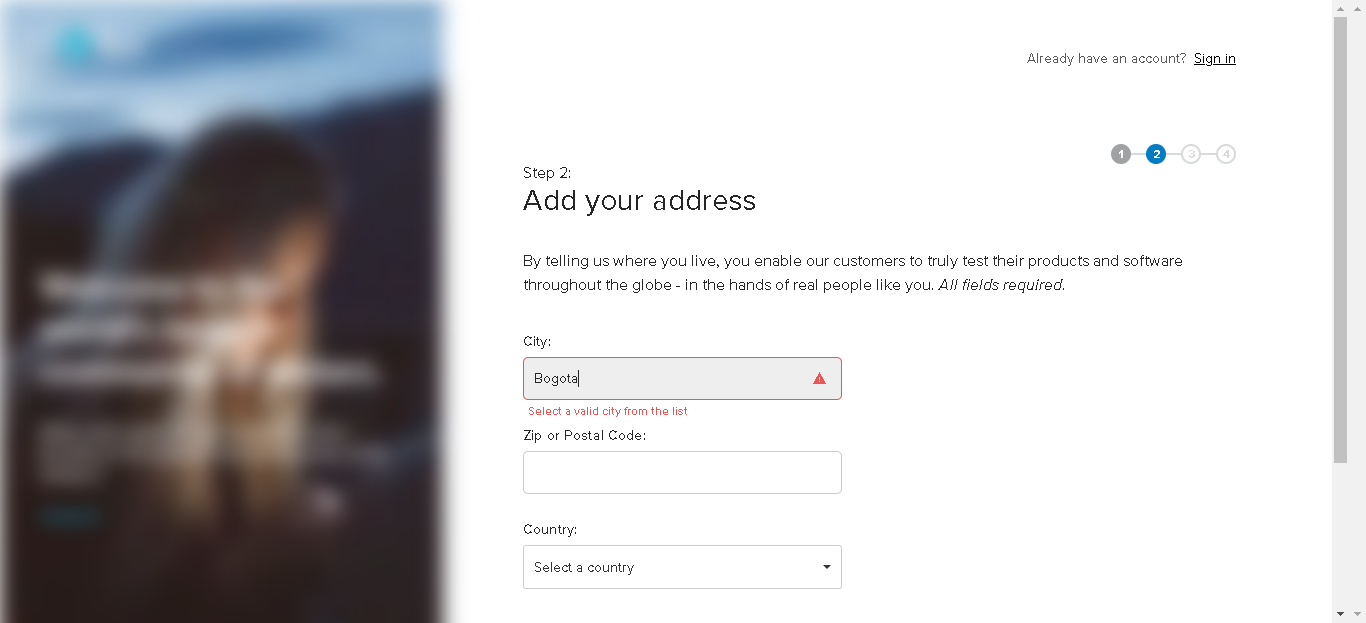 Already have an account? Sign in
1 2 3 4
Step 2:
Add your address
By telling us where you live, you enable our customers to truly test their products and software
throughout the globe - in the hands of real people like you. All fields required.
City:
Bogota
Select a valid city from the list
Zip or Postal Code:
Country:
Select a country